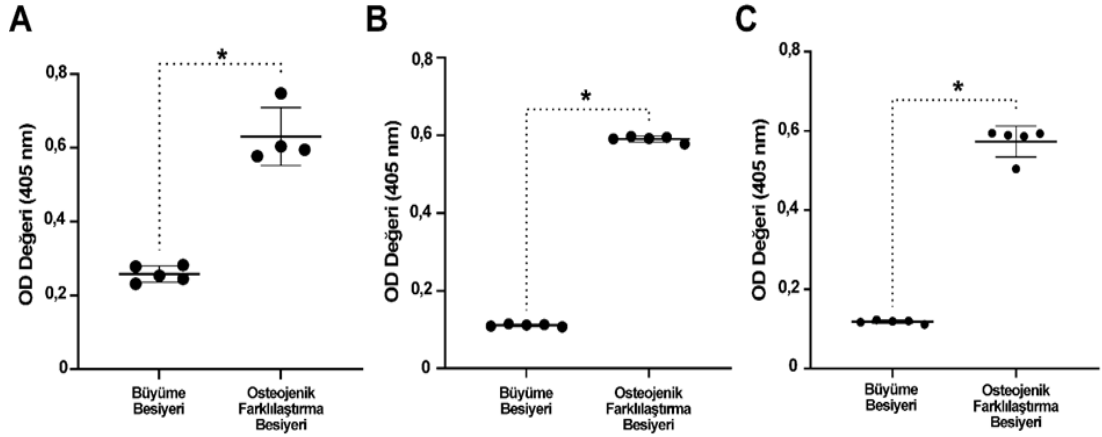 A
OD Değeri (405 nm)
0,8
0,6
0,4
0,2
0
*
Büyüme
Besiyeri
Osteojenik
Farklılaştırma
Besiyeri
B
OD Değeri (405 nm)
0,8
0,6
0,4
0,2
0
*
Büyüme
Besiyeri
Osteojenik
Farklılaştırma
Besiyeri
C
OD Değeri (405 nm)
0,8
0,6
0,4
0,2
0
*
Büyüme
Besiyeri
Osteojenik
Farklılaştırma
Besiyeri